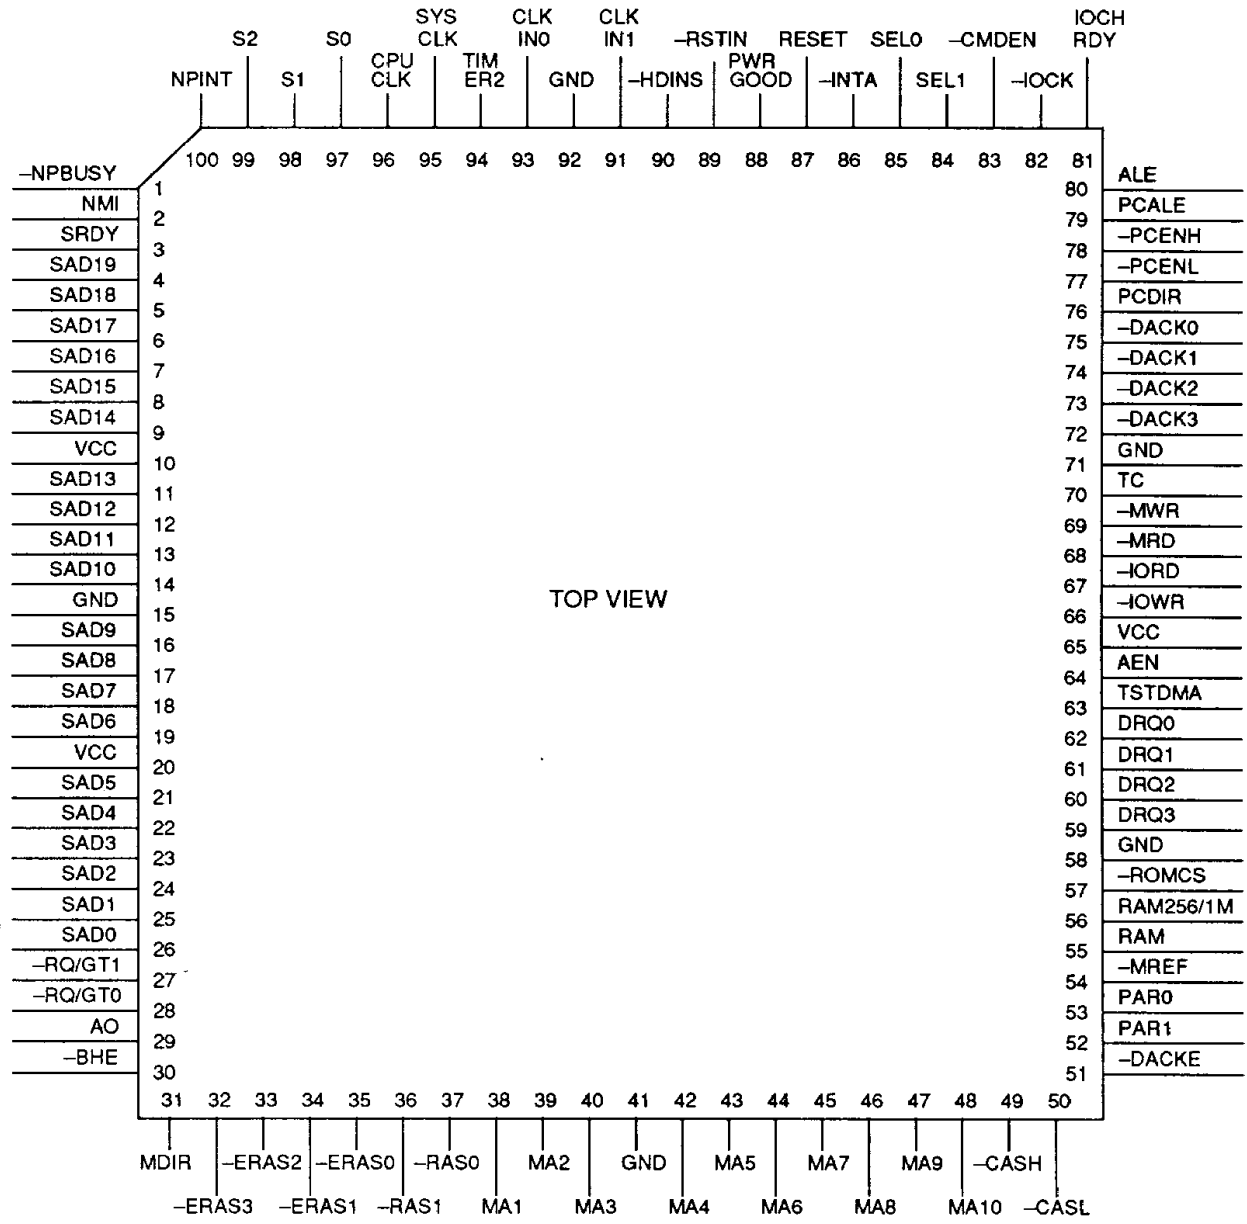 SYS CLK CLK IOCH
S2 S0 CLK IN0 IN1 –RSTIN RESET SEL0 –CMDEN RDY
CPU TIM PWR
NPINT S1 CLK ER2 GND –HDINS GOOD –INTA SEL1 –IOCK
100 99 98 97 96 95 94 93 92 91 90 89 88 87 86 85 84 83 82 81
–NPBUSY 1 80 ALE
NMI 2 79 PCALE
SRDY 3 78 –PCENH
SAD19 4 77 –PCENL
SAD18 5 76 PCDIR
SAD17 6 75 –DACK0
SAD16 7 74 –DACK1
SAD15 8 73 –DACK2
SAD14 9 72 –DACK3
VCC 10 71 GND
SAD13 11 70 TC
SAD12 12 69 –MWR
SAD11 13 68 –MRD
SAD10 14 67 –IORD
GND 15 66 –IOWR
TOP VIEW
SAD9 16 65 VCC
SAD8 17 64 AEN
SAD7 18 63 TSTDMA
SAD6 19 62 DRQ0
VCC 20 61 DRQ1
SAD5 21 60 DRQ2
SAD4 22 59 DRQ3
SAD3 23 58 GND
SAD2 24 57 –ROMCS
SAD1 25 56 RAM256/1M
SAD0 26 55 RAM
–RQ/GT1 27 54 –MREF
–RQ/GT0 28 53 PAR0
AO 29 52 PAR1
–BHE 30 51 –DACKE
31 32 33 34 35 36 37 38 39 40 41 42 43 44 45 46 47 48 49 50
MDIR –ERAS2 –ERAS0 –RAS0 MA2 GND MA5 MA7 MA9 –CASH
–ERAS3 –ERAS1 –RAS1 MA1 MA3 MA4 MA6 MA8 MA10 –CASL